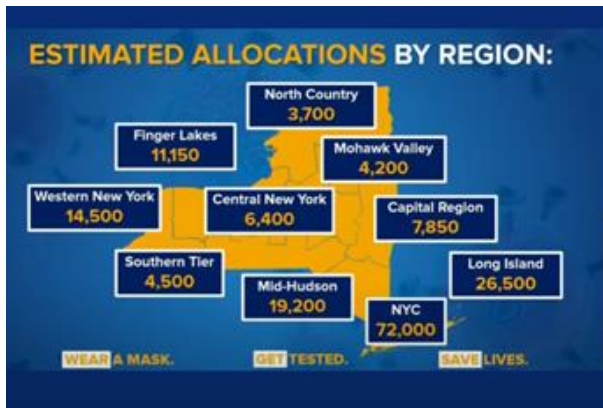 ESTIMATED ALLOCATIONS BY REGION:
North Country
3,700
Finger Lakes
11,150
Mohawk Valley
4,200
Western New York
14,500
Central New York
6,400
Capital Region
7,850
Southern Tier
4,500
Mid-Hudson
19,200
Long Island
26,500
NYC
72,000
WEAR A MASK. GET TESTED. SAVE LIVES.